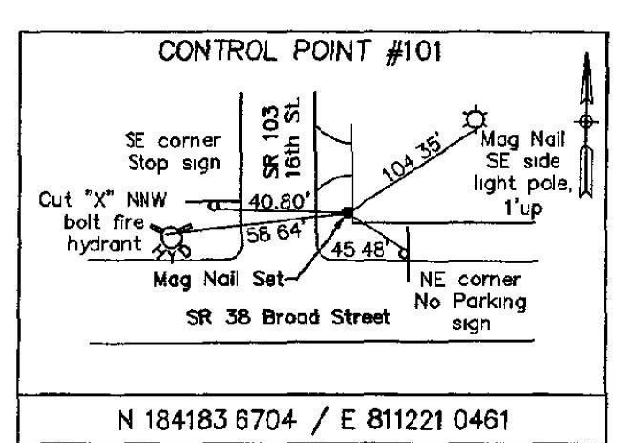 CONTROL POINT #101
SE corner
Stop sign
SR 103
16th St.
104 35'
Mag Nail
SE side
light pole,
1'up
Cut "X" NNW
bolt fire
hydrant
40.80'
58 64'
45 48'
Mag Nail Set
NE corner
No Parking
sign
SR 38 Broad Street
N 184183 6704 / E 811221 0461